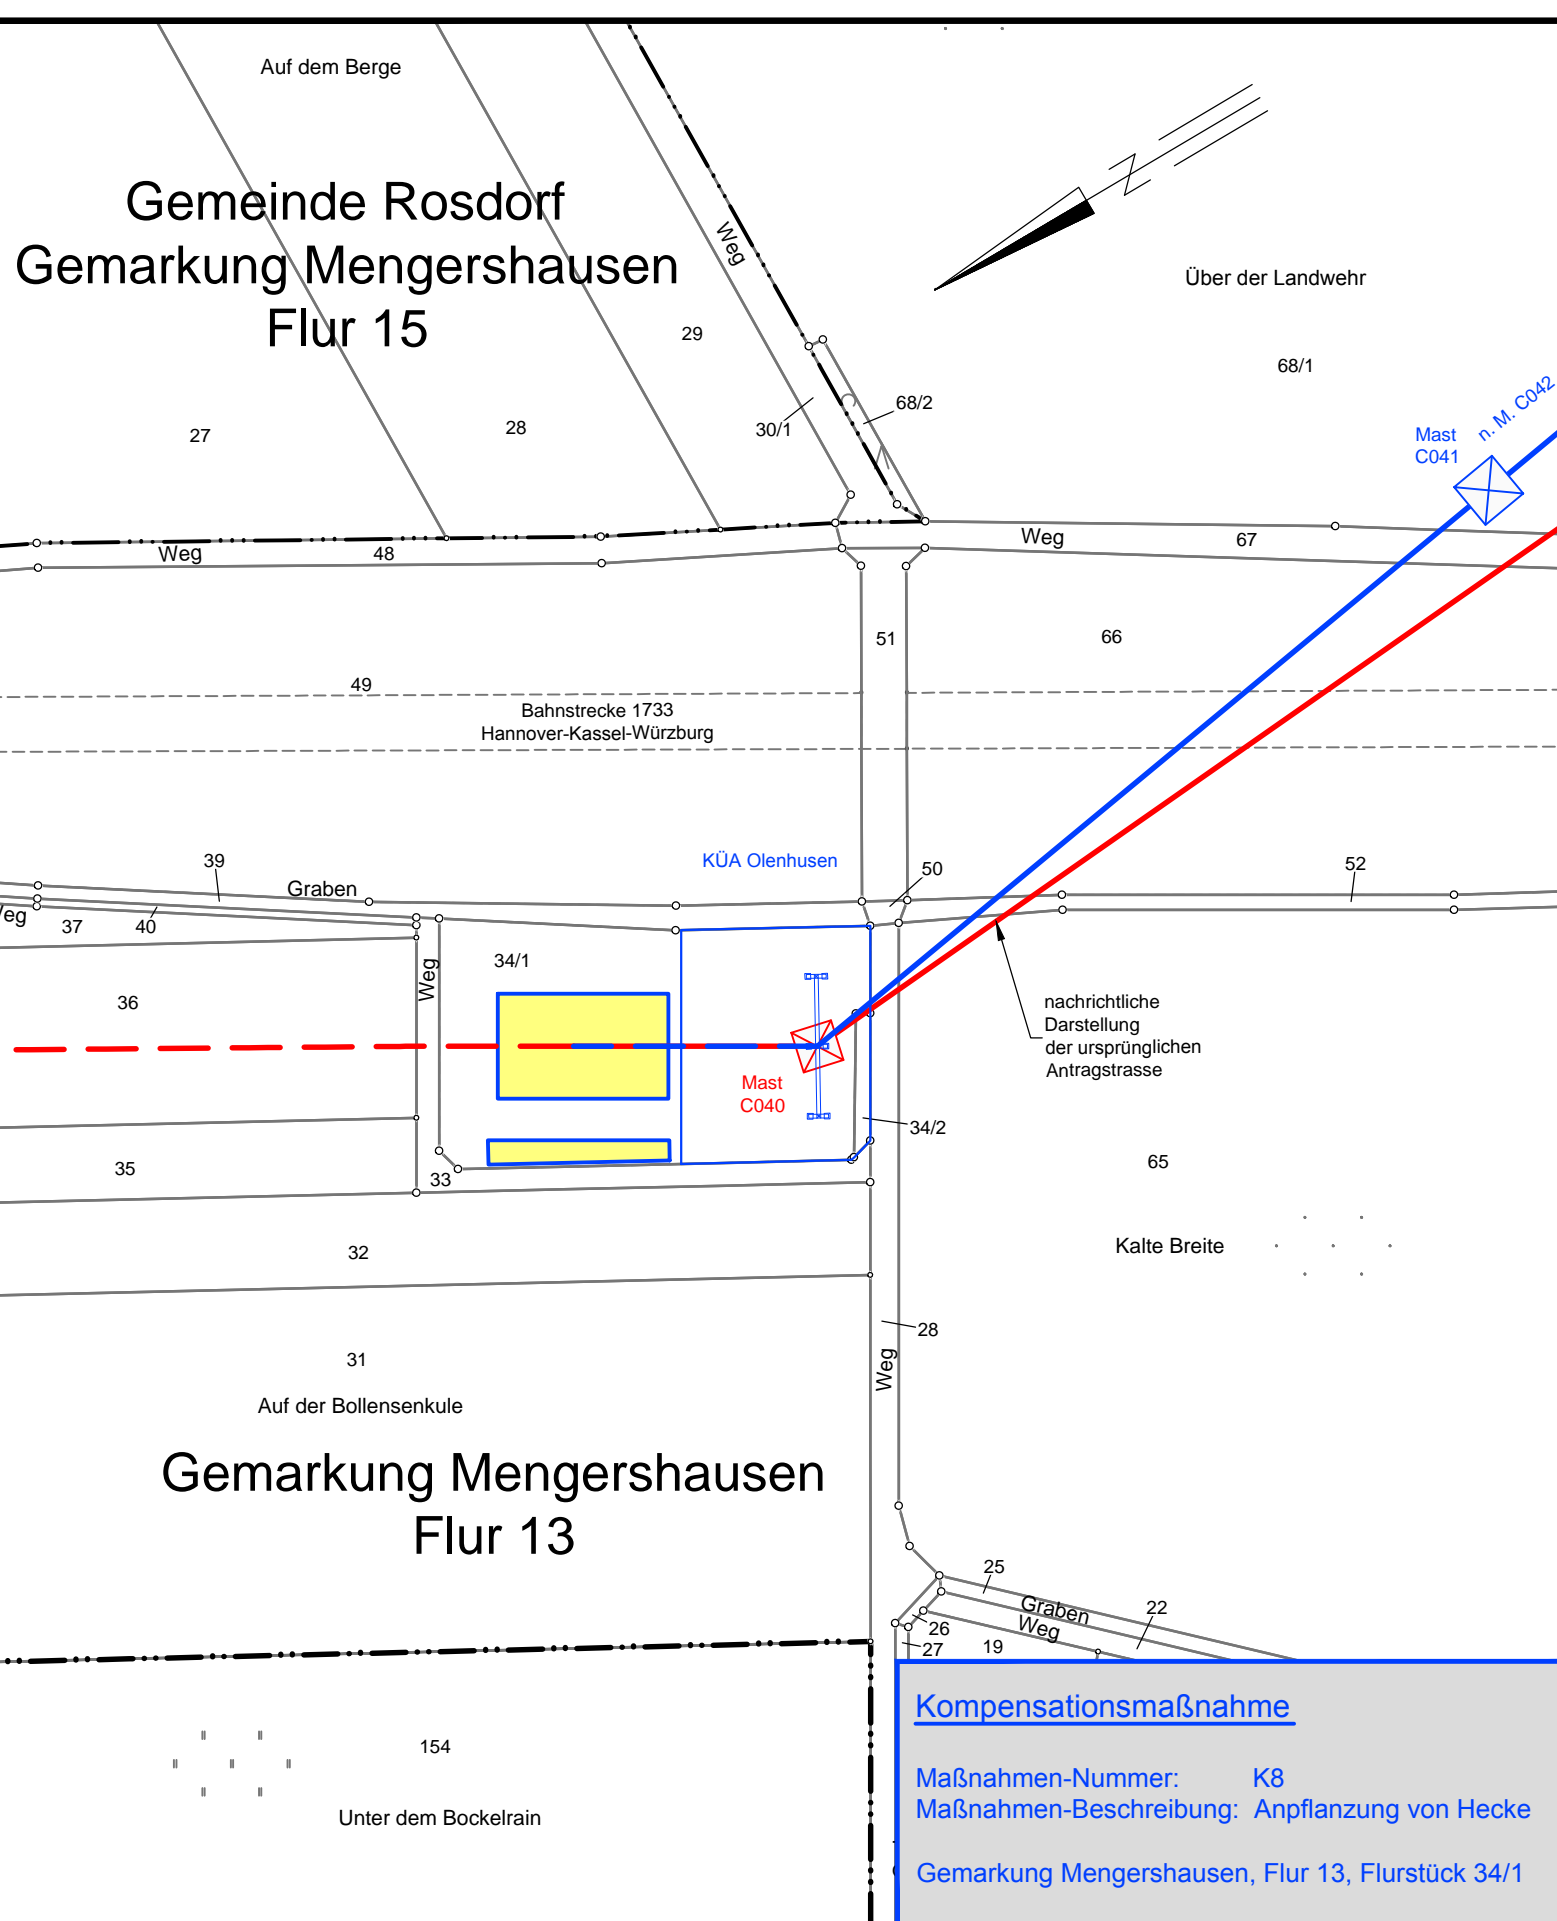 Auf dem Berge
Gemeinde Rosdorf
Gemarkung Mengershausen
Flur 15
Weg
N
Über der Landwehr
29
68/1
27
28
30/1
68/2
Mast
C041
n. M. C042
Weg
48
Weg
67
51
66
49
Bahnstrecke 1733
Hannover-Kassel-Würzburg
39
KÜA Olenhusen
50
52
Graben
37
40
34/1
Weg
36
nachrichtliche
Darstellung
der ursprünglichen
Antragstrasse
Mast
C040
34/2
35
33
65
32
Kalte Breite
28
31
Weg
Auf der Bollensenkule
Gemarkung Mengershausen
Flur 13
25
Graben
22
Weg
26
27
19
154
Unter dem Bockelrain
Kompensationsmaßnahme
Maßnahmen-Nummer: K8
Maßnahmen-Beschreibung: Anpflanzung von Hecke
Gemarkung Mengershausen, Flur 13, Flurstück 34/1